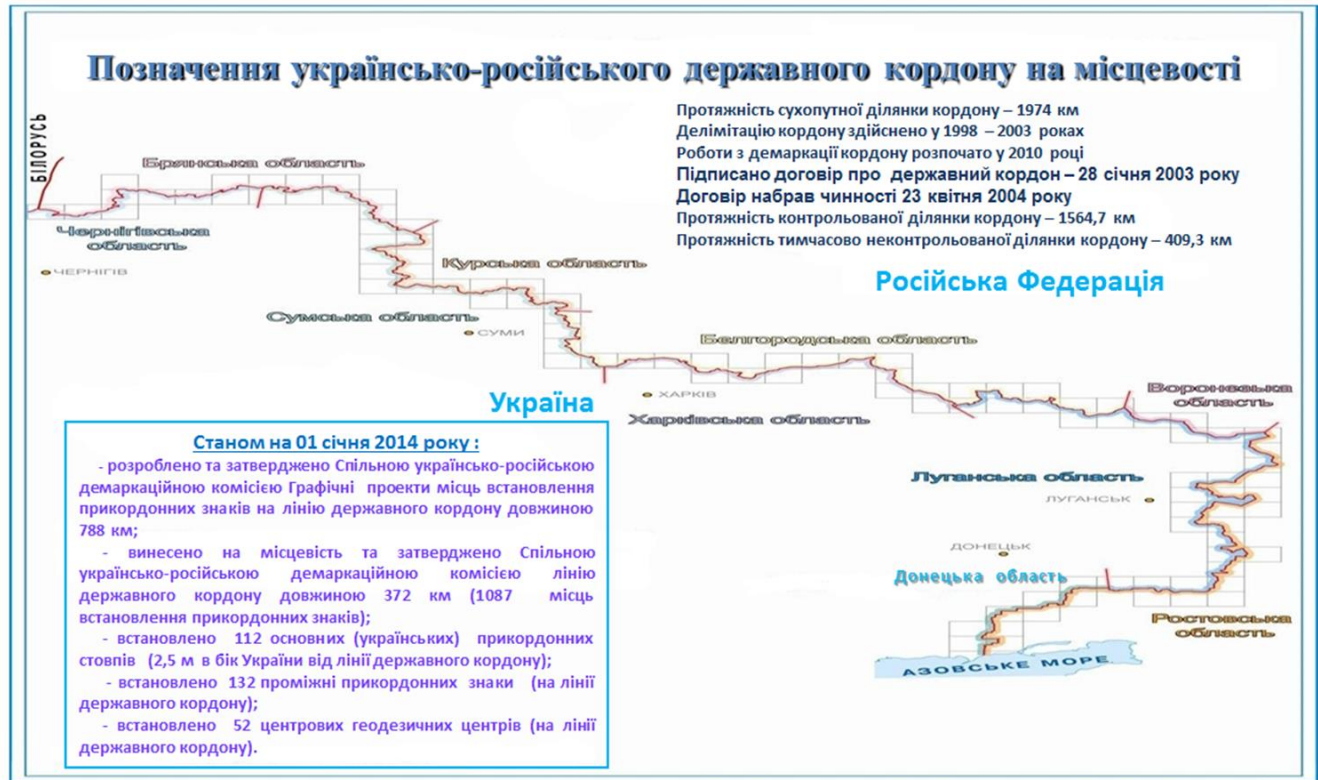 Позначення українсько-російського державного кордону на місцевості
Протяжність сухопутної ділянки кордону – 1974 км
Делімітацію кордону здійснено у 1998 – 2003 роках
Роботи з демаркації кордону розпочато у 2010 році
Підписано договір про державний кордон – 28 січня 2003 року
Договір набрав чинності 23 квітня 2004 року
Протяжність контрольованої ділянки кордону – 1564,7 км
Протяжність тимчасово неконтрольованої ділянки кордону – 409,3 км
БІЛОРУСЬ
Брянська область
Чернігівська
область
ЧЕРНІГІВ
Курська область
Російська Федерація
Сумська область
СУМИ
Бєлгородська область
Воронєвська
область
Україна
ХАРКІВ
Харківська область
Луганська область
ЛУГАНСЬК
ДОНЕЦЬК
Донецька область
Ростовська
область
АЗОВСЬКЕ МОРЕ
Станом на 01 січня 2014 року :
- розроблено та затверджено Спільною українсько-російською
демаркаційною комісією Графічні проекти місць встановлення
прикордонних знаків на лінію державного кордону довжиною
788 км;
- винесено на місцевість та затверджено Спільною
українсько-російською демаркаційною комісією лінію
державного кордону довжиною 372 км (1087 місць
встановлення прикордонних знаків);
- встановлено 112 основних (українських) прикордонних
стовпів (2,5 м в бік України від лінії державного кордону);
- встановлено 132 проміжні прикордонних знаки (на лінії
державного кордону);
- встановлено 52 центрових геодезичних центрів (на лінії
державного кордону).